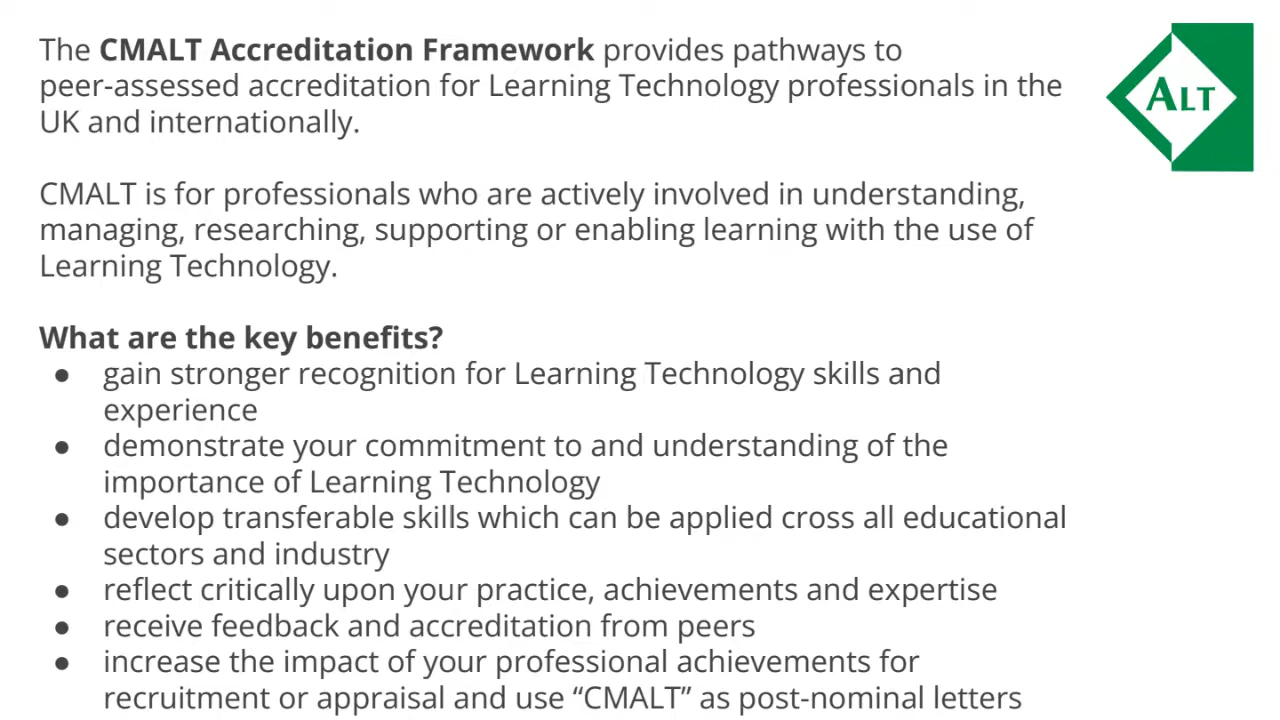 The CMALT Accreditation Framework provides pathways to
peer-assessed accreditation for Learning Technology professionals in the
UK and internationally.
ALT
CMALT is for professionals who are actively involved in understanding,
managing, researching, supporting or enabling learning with the use of
Learning Technology.
What are the key benefits?
● gain stronger recognition for Learning Technology skills and
experience
● demonstrate your commitment to and understanding of the
importance of Learning Technology
● develop transferable skills which can be applied cross all educational
sectors and industry
● reflect critically upon your practice, achievements and expertise
● receive feedback and accreditation from peers
● increase the impact of your professional achievements for
recruitment or appraisal and use “CMALT” as post-nominal letters